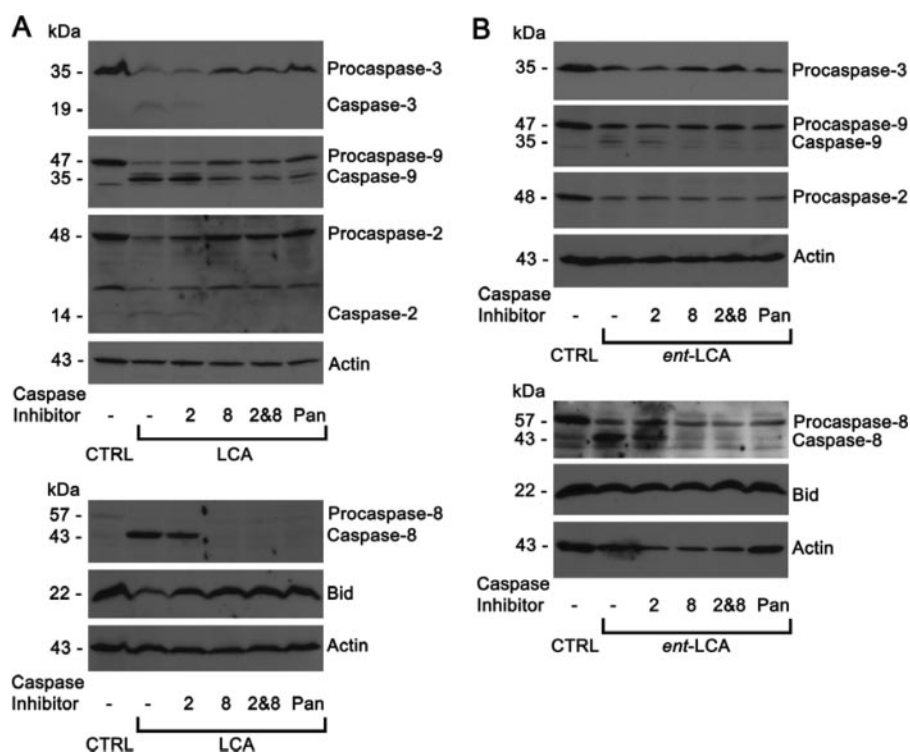 A
kDa
35 - Procaspase-3
19 - Caspase-3
47 - Procaspase-9
35 - Caspase-9
48 - Procaspase-2
14 - Caspase-2
43 - Actin
Caspase
Inhibitor - - 2 8 2&8 Pan
CTRL LCA
kDa
57 - Procaspase-8
43 - Caspase-8
22 - Bid
43 - Actin
Caspase
Inhibitor - - 2 8 2&8 Pan
CTRL LCA
B
kDa
35 - Procaspase-3
47 - Procaspase-9
35 - Caspase-9
48 - Procaspase-2
43 - Actin
Caspase
Inhibitor - - 2 8 2&8 Pan
CTRL ent-LCA
kDa
57 - Procaspase-8
43 - Caspase-8
22 - Bid
43 - Actin
Caspase
Inhibitor - - 2 8 2&8 Pan
CTRL ent-LCA